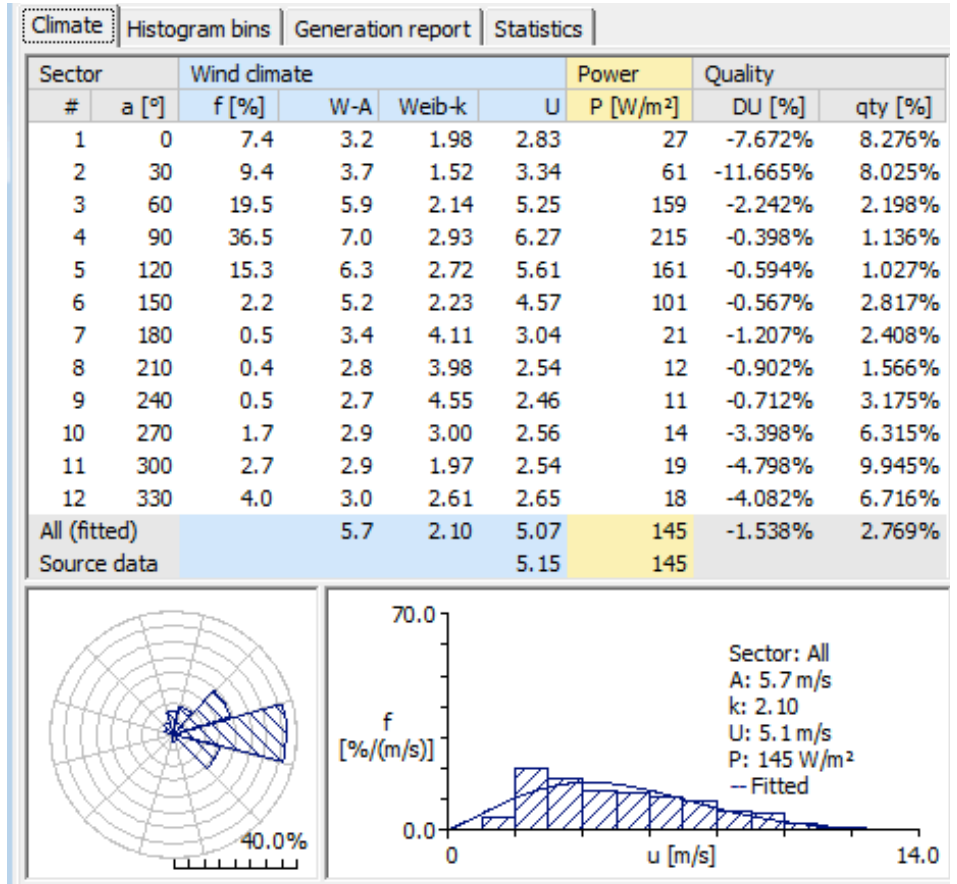 Climate Histogram bins Generation report Statistics
Sector Wind climate Power Quality
# a [°] f [%] W-A Weib-k U P [W/m²] DU [%] qty [%]
1 0 7.4 3.2 1.98 2.83 27 -7.672% 8.276%
2 30 9.4 3.7 1.52 3.34 61 -11.665% 8.025%
3 60 19.5 5.9 2.14 5.25 159 -2.242% 2.198%
4 90 36.5 7.0 2.93 6.27 215 -0.398% 1.136%
5 120 15.3 6.3 2.72 5.61 161 -0.594% 1.027%
6 150 2.2 5.2 2.23 4.57 101 -0.567% 2.817%
7 180 0.5 3.4 4.11 3.04 21 -1.207% 2.408%
8 210 0.4 2.8 3.98 2.54 12 -0.902% 1.566%
9 240 0.5 2.7 4.55 2.46 11 -0.712% 3.175%
10 270 1.7 2.9 3.00 2.56 14 -3.398% 6.315%
11 300 2.7 2.9 1.97 2.54 19 -4.798% 9.945%
12 330 4.0 3.0 2.61 2.65 18 -4.082% 6.716%
All (fitted) 5.7 2.10 5.07 145 -1.538% 2.769%
Source data 5.15 145
40.0%
70.0
f
[%/(m/s)]
0.0
0 u [m/s] 14.0
Sector: All
A: 5.7 m/s
k: 2.10
U: 5.1 m/s
P: 145 W/m²
-- Fitted